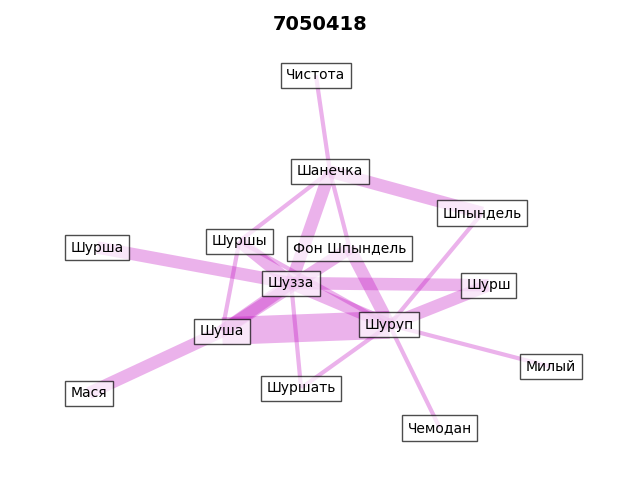 7050418
Чистота
Шанечка
Шпындель
Шурша
Шуршы
Фон Шпындель
Шузза
Шурш
Шуша
Шуруп
Милый
Мася
Шуршать
Чемодан